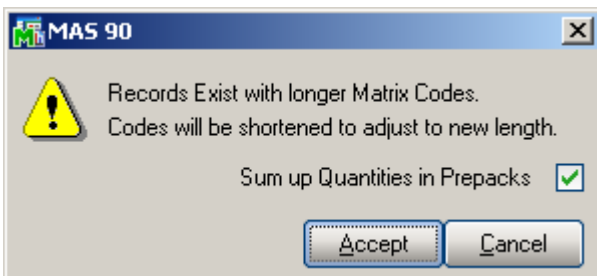 MAS 90
Records Exist with longer Matrix Codes.
Codes will be shortened to adjust to new length.
Sum up Quantities in Prepacks
Accept Cancel